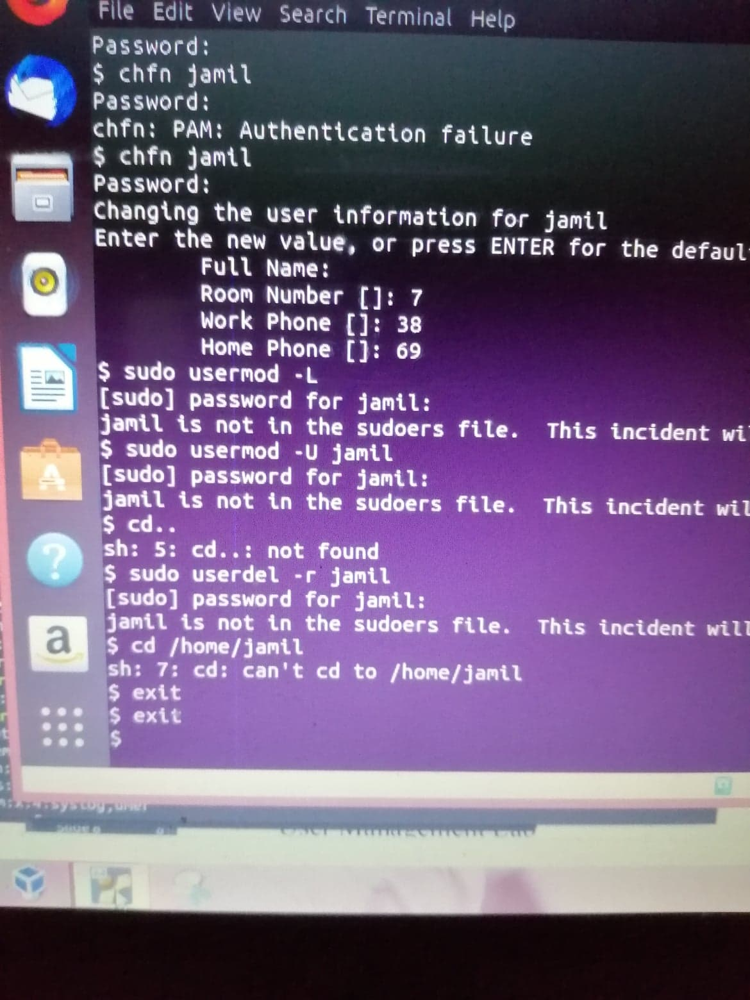 File Edit View Search Terminal Help
Password:
$ chfn jamil
Password:
chfn: PAM: Authentication failure
$ chfn jamil
Password:
Changing the user information for jamil
Enter the new value, or press ENTER for the defaul
Full Name:
Room Number []: 7
Work Phone []: 38
Home Phone []: 69
$ sudo usermod -L
[sudo] password for jamil:
jamil is not in the sudoers file. This incident wi
$ sudo usermod -U jamil
[sudo] password for jamil:
jamil is not in the sudoers file. This incident wil
$ cd..
sh: 5: cd..: not found
$ sudo userdel -r jamil
[sudo] password for jamil:
jamil is not in the sudoers file. This incident will
$ cd /home/jamil
sh: 7: cd: can't cd to /home/jamil
$ exit
$ exit
$